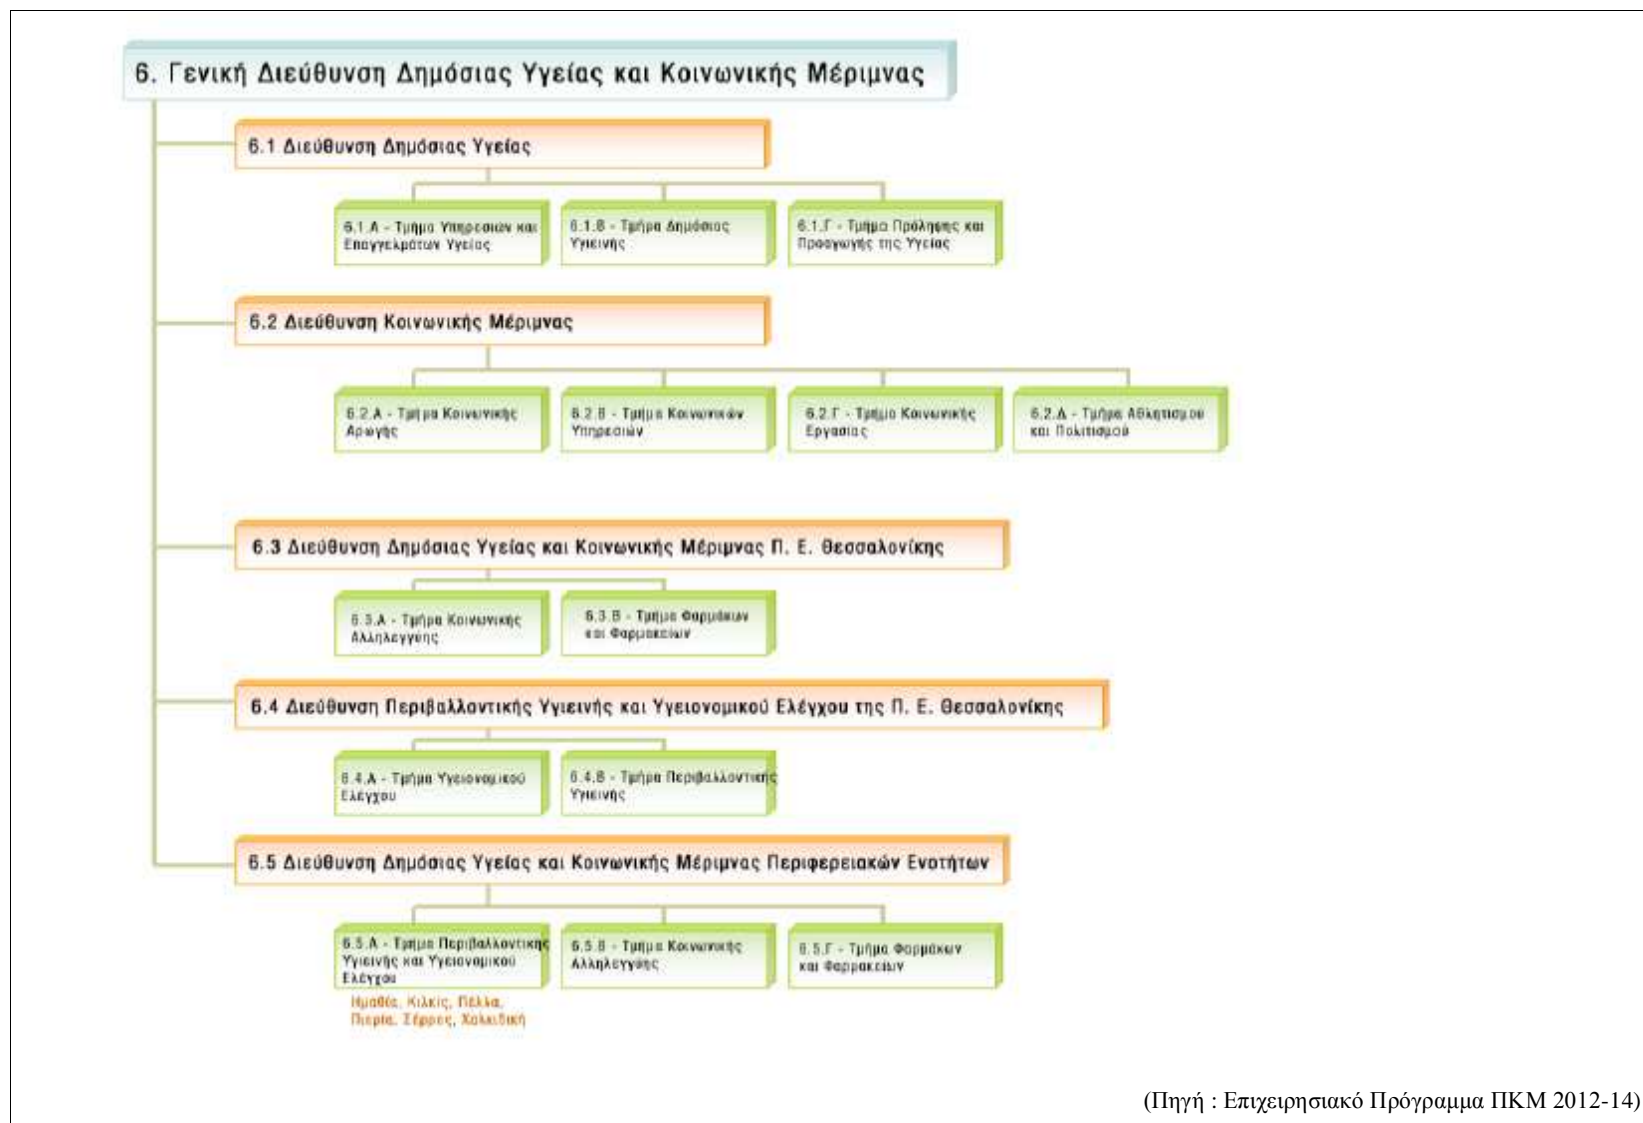 6. Γενική Διεύθυνση Δημόσιας Υγείας και Κοινωνικής Μέριμνας
6.1 Διεύθυνση Δημόσιας Υγείας
6.1.Α - Τμήμα Υπηρεσιών και
Επαγγελμάτων Υγείας
6.1.Β - Τμήμα Δημόσιας
Υγιεινής
6.1.Γ - Τμήμα Πρόληψης και
Προαγωγής της Υγείας
6.2 Διεύθυνση Κοινωνικής Μέριμνας
6.2.Α - Τμήμα Κοινωνικής
Αρωγής
6.2.Β - Τμήμα Κοινωνικών
Υπηρεσιών
6.2.Γ - Τμήμα Κοινωνικής
Εργασίας
6.2.Δ - Τμήμα Αθλητισμού
και Πολιτισμού
6.3 Διεύθυνση Δημόσιας Υγείας και Κοινωνικής Μέριμνας Π. Ε. Θεσσαλονίκης
6.3.Α - Τμήμα Κοινωνικής
Αλληλεγγύης
6.3.Β - Τμήμα Φαρμάκων
και Φαρμακείων
6.4 Διεύθυνση Περιβαλλοντικής Υγιεινής και Υγειονομικού Ελέγχου της Π. Ε. Θεσσαλονίκης
6.4.Α - Τμήμα Υγειονομικού
Ελέγχου
6.4.Β - Τμήμα Περιβαλλοντικής
Υγιεινής
6.5 Διεύθυνση Δημόσιας Υγείας και Κοινωνικής Μέριμνας Περιφερειακών Ενοτήτων
6.5.Α - Τμήμα Περιβαλλοντικής
Υγιεινής και Υγειονομικού
Ελέγχου
6.5.Β - Τμήμα Κοινωνικής
Αλληλεγγύης
6.5.Γ - Τμήμα Φαρμάκων
και Φαρμακείων
Ημαθία, Κιλκίς, Πέλλα,
Πιερία, Σέρρες, Χαλκιδική
(Πηγή : Επιχειρησιακό Πρόγραμμα ΠΚΜ 2012-14)